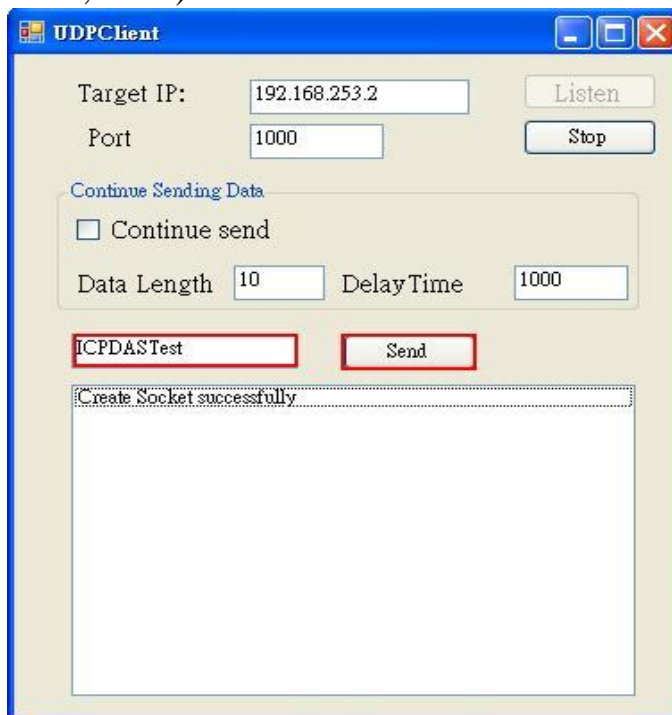 UDPClient
Target IP: 192.168.253.2 Listen
Port 1000 Stop
Continue Sending Data
Continue send
Data Length 10 DelayTime 1000
ICPDASTest Send
Create Socket successfully